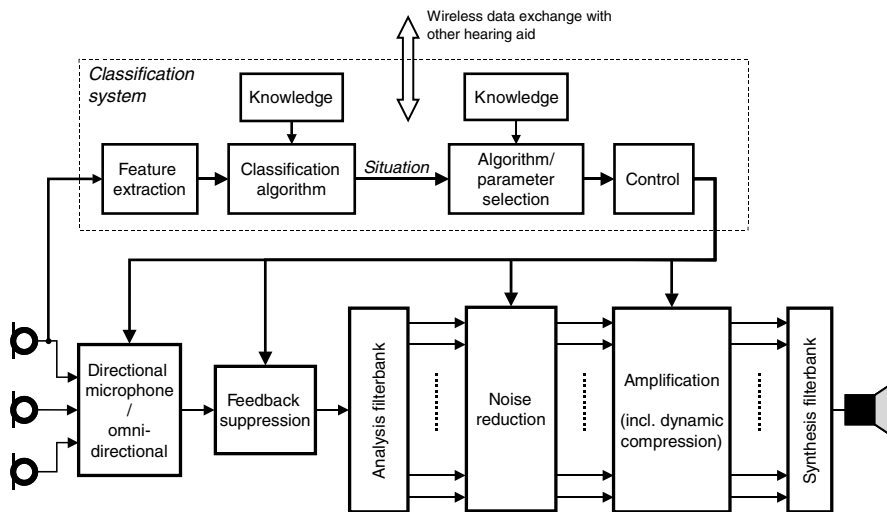 Wireless data exchange with
other hearing aid
Classification
system
Knowledge
Knowledge
Feature
extraction
Classification
algorithm
Situation
Algorithm/
parameter
selection
Control
Directional
microphone
/
omni-
directional
Feedback
suppression
Analysis filterbank
Noise
reduction
Amplification
(incl. dynamic
compression)
Synthesis filterbank